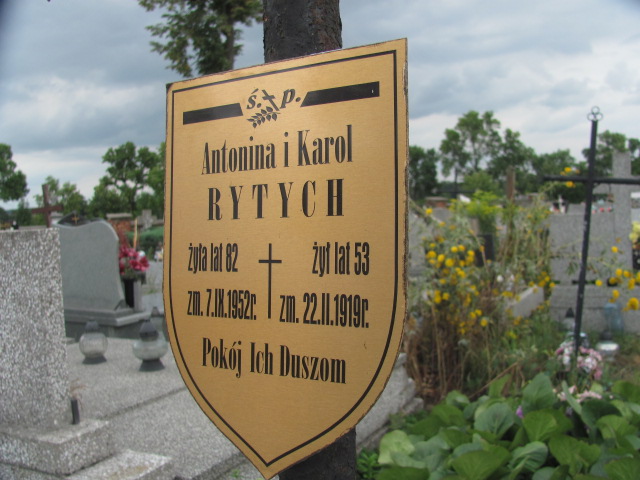 ś.p.
Antonina i Karol
RYTYCH
żyła lat 82 żył lat 53
zm. 7.IX.1952r. zm. 22.II.1919r.
Pokój Ich Duszom